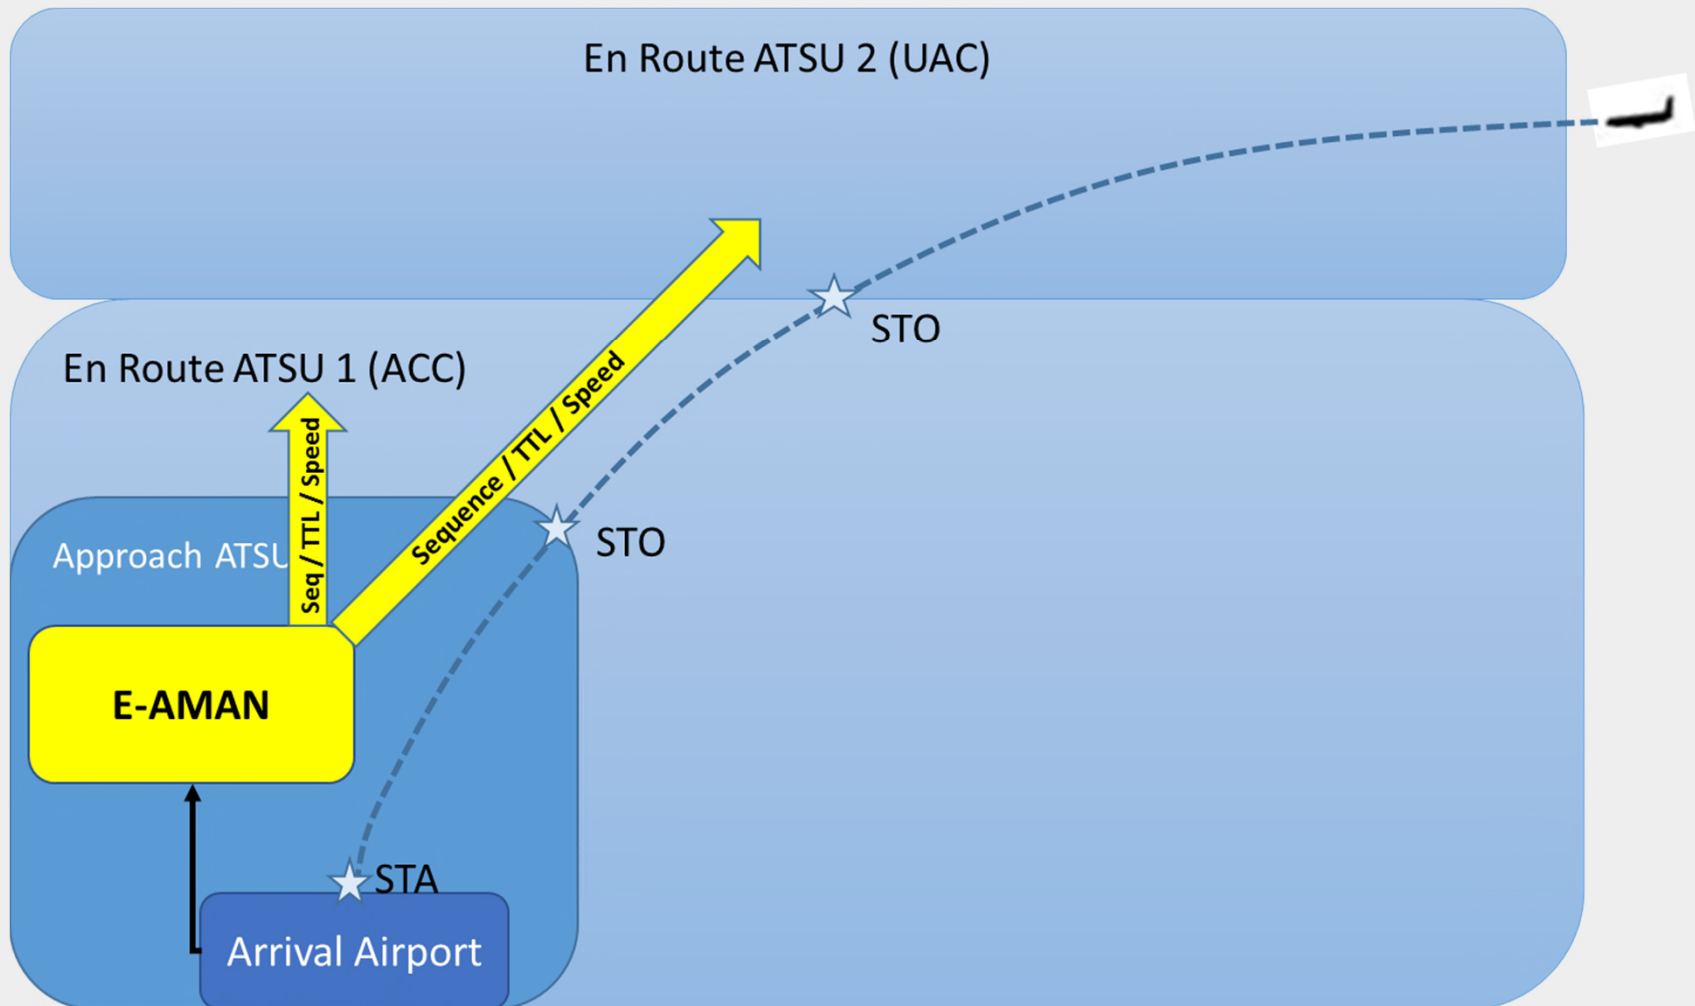 En Route ATSU 2 (UAC)
STO
En Route ATSU 1 (ACC)
Seq / TTL / Speed
Sequence / TTL / Speed
STO
Approach ATSU
E-AMAN
STA
Arrival Airport